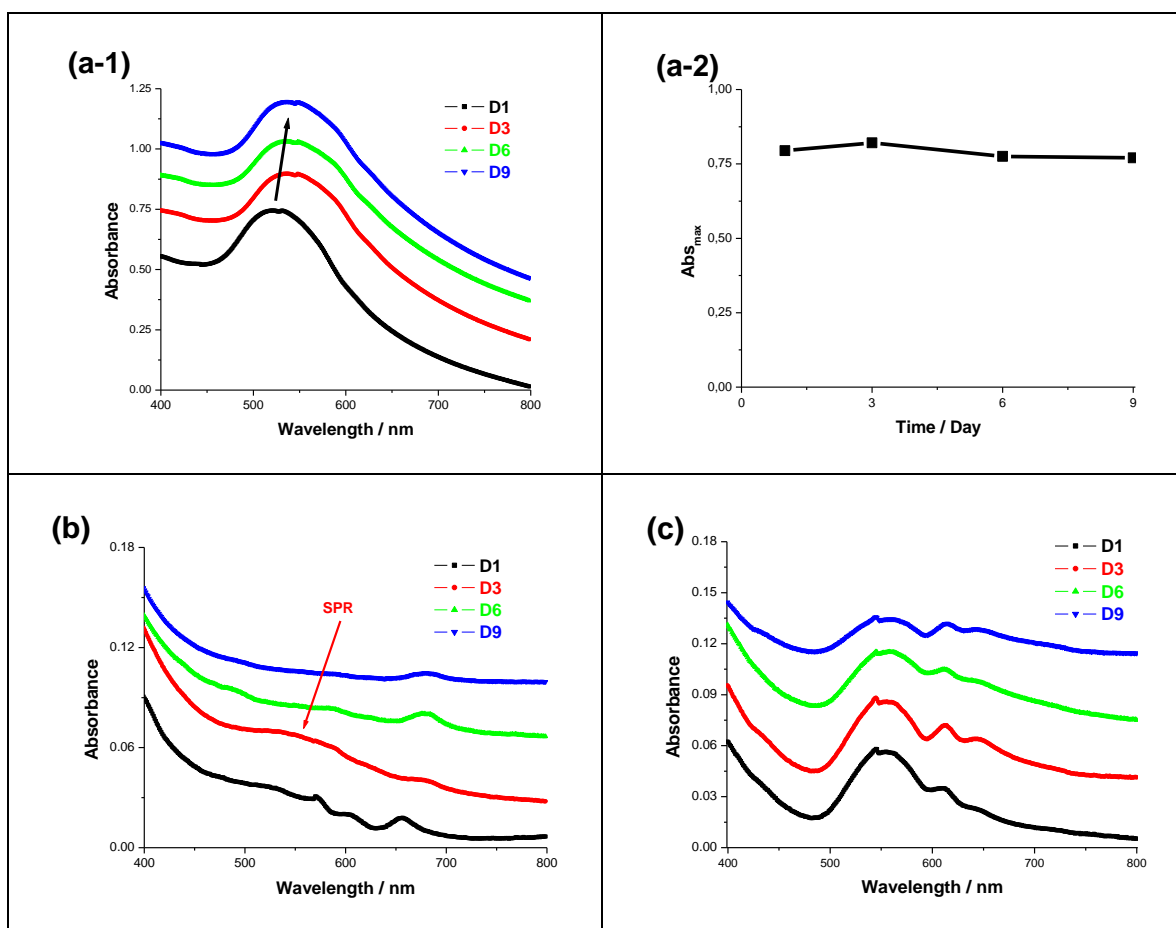 (a-1)
1.25
1.00
0.75
0.50
0.25
0.00
400 500 600 700 800
Absorbance
Wavelength / nm
D1
D3
D6
D9
(a-2)
1,00
0,75
0,50
0,25
0,00
0 3 6 9
Abs_max
Time / Day
(b)
0.18
0.12
0.06
0.00
400 500 600 700 800
Absorbance
Wavelength / nm
SPR
D1
D3
D6
D9
(c)
0.18
0.15
0.12
0.09
0.06
0.03
0.00
400 500 600 700 800
Absorbance
Wavelength / nm
D1
D3
D6
D9